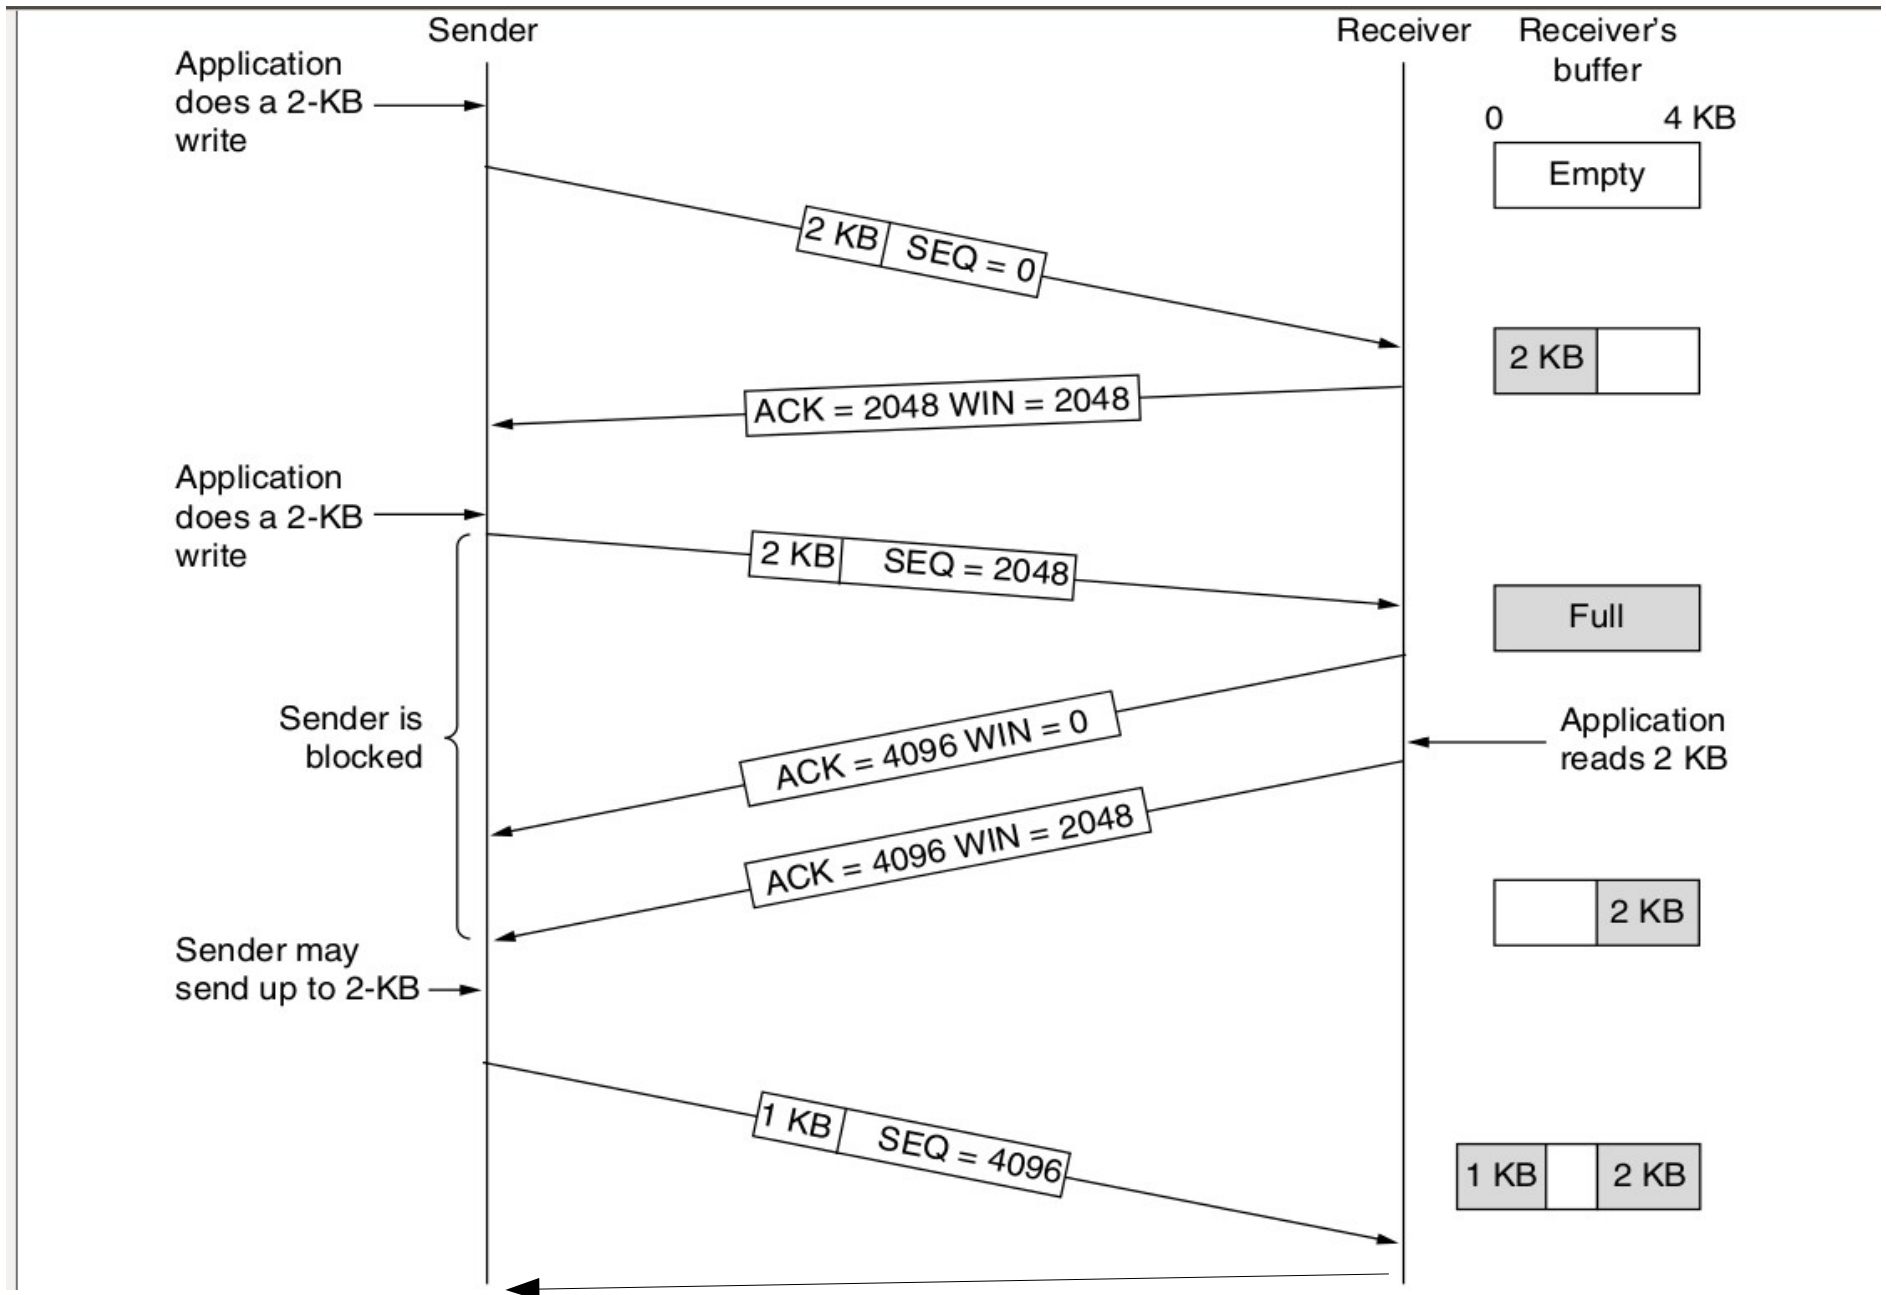 Sender
Receiver
Receiver's
buffer
Application
does a 2-KB
write
0
4 KB
Empty
2 KB
SEQ = 0
2 KB
ACK = 2048 WIN = 2048
Application
does a 2-KB
write
2 KB
SEQ = 2048
Full
Sender is
blocked
ACK = 4096 WIN = 0
Application
reads 2 KB
ACK = 4096 WIN = 2048
2 KB
Sender may
send up to 2-KB
1 KB
SEQ = 4096
1 KB
2 KB